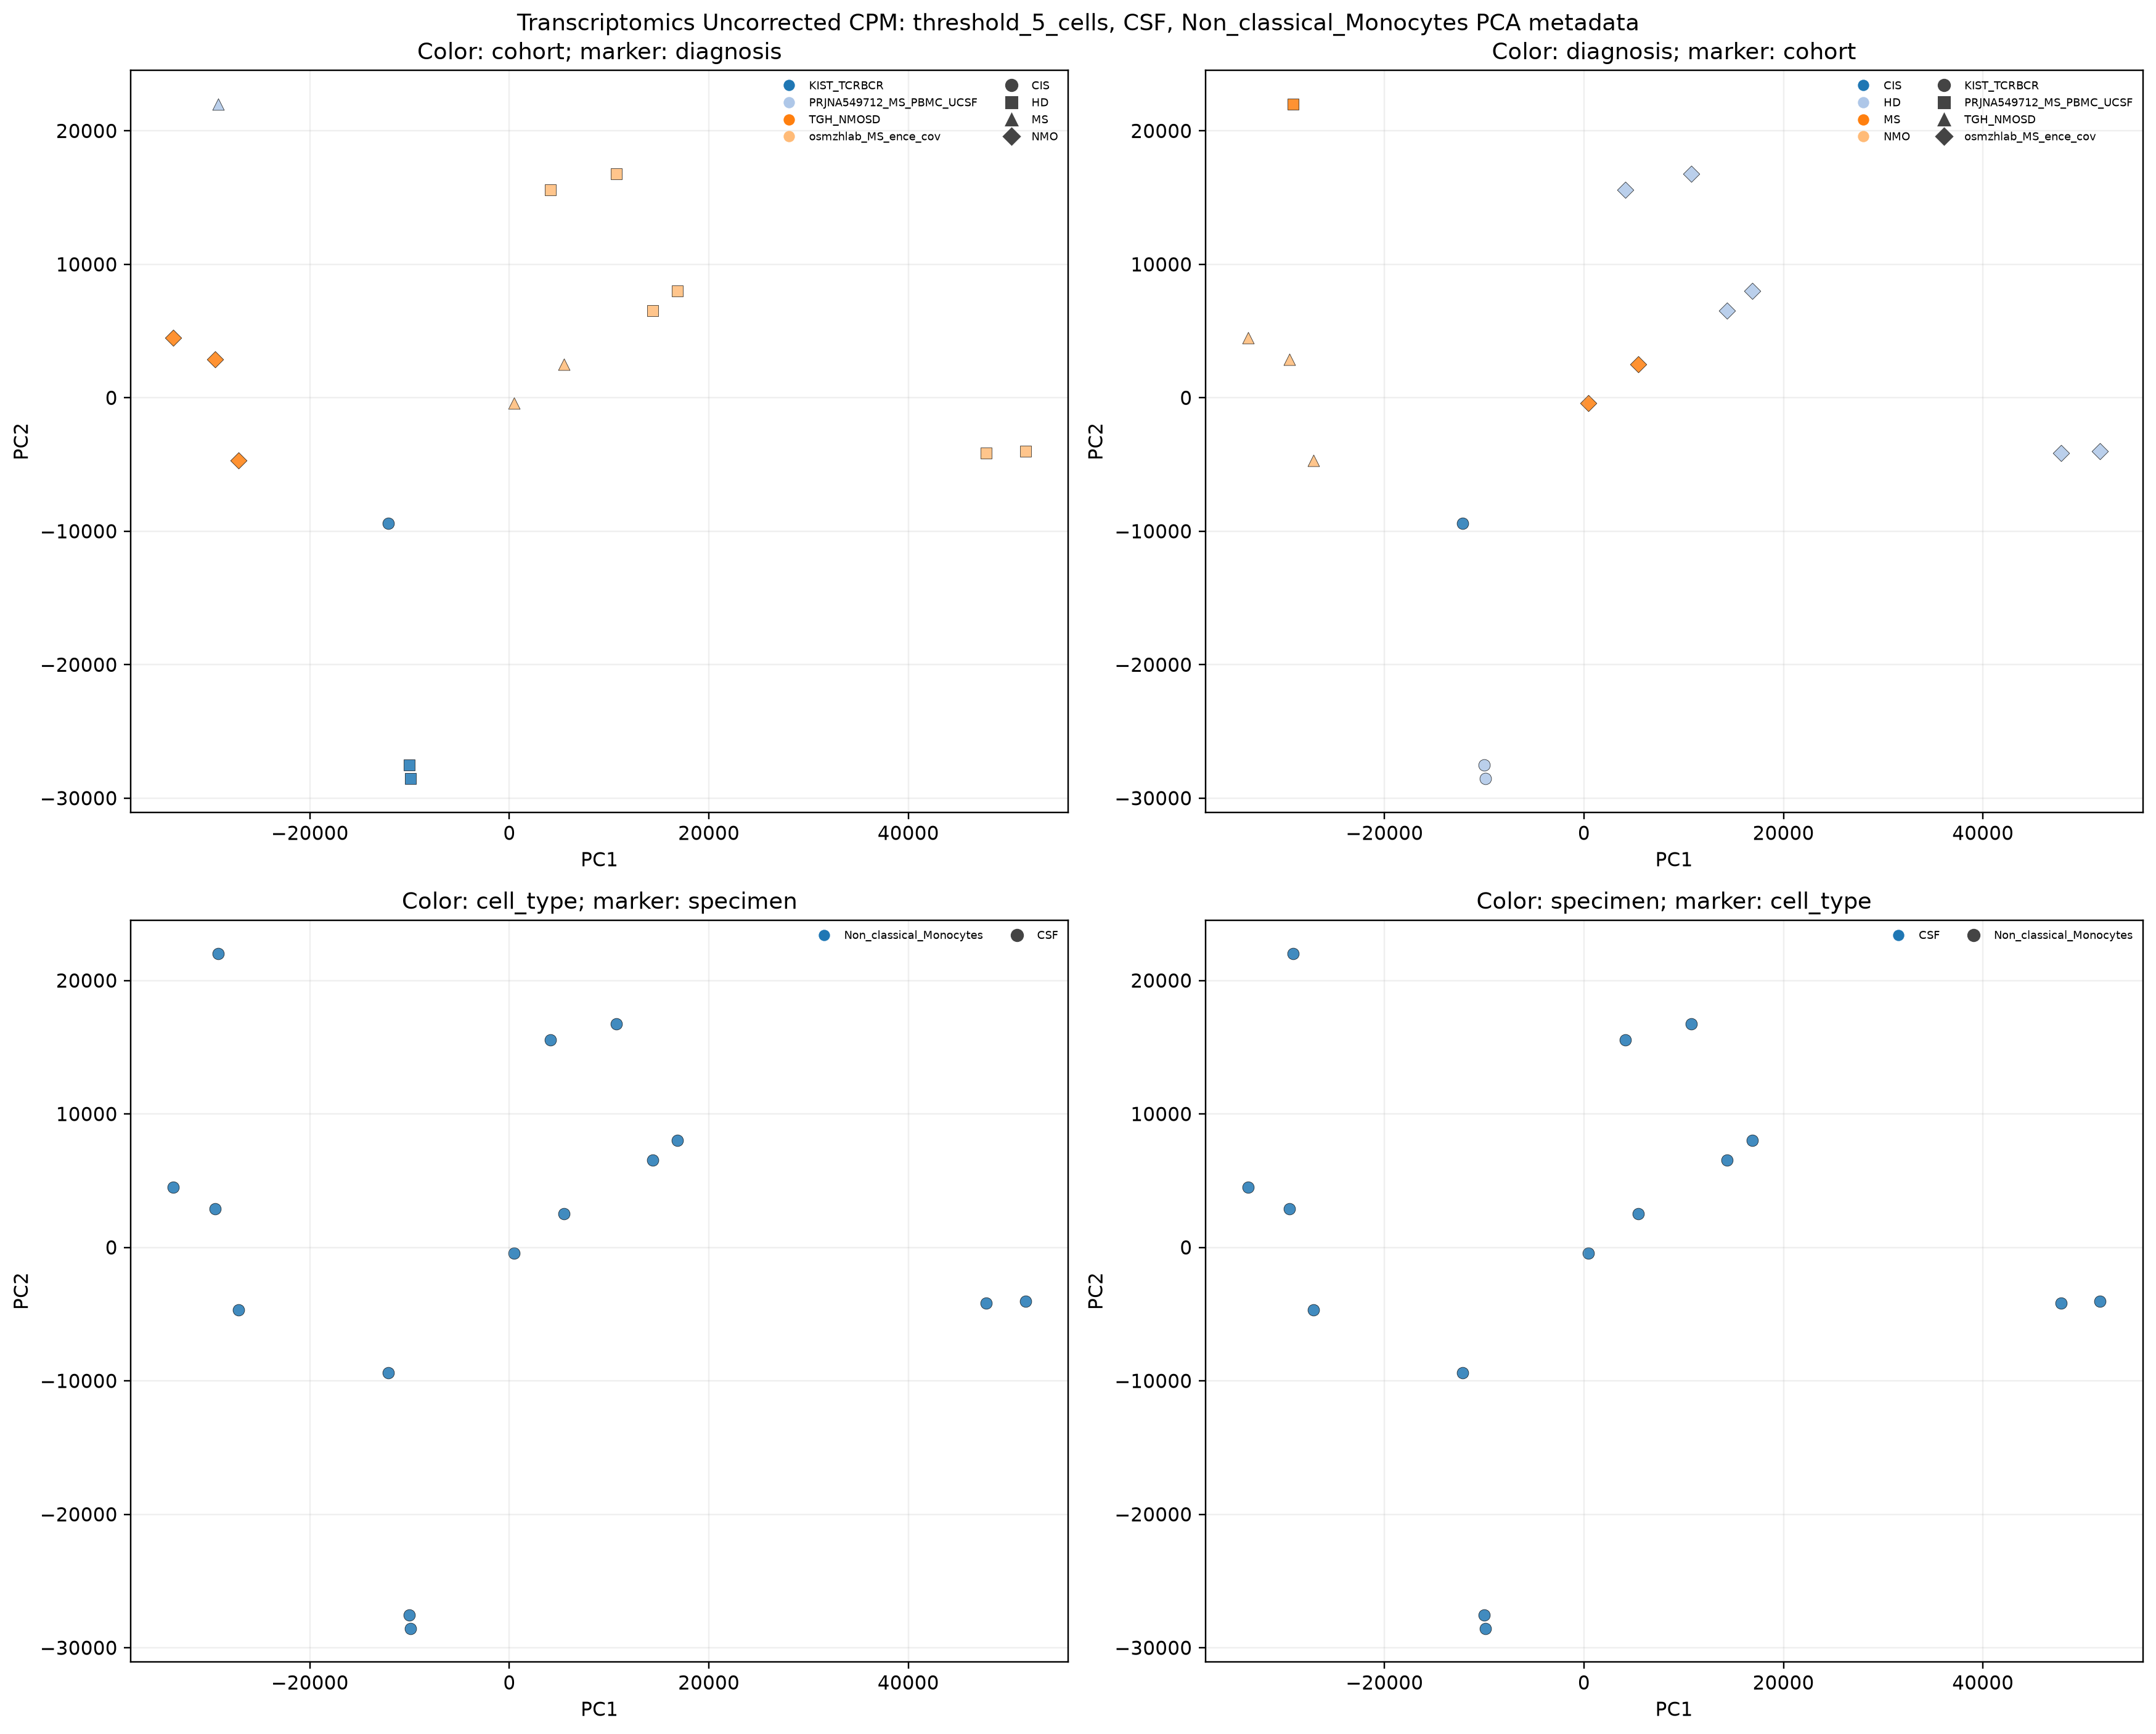 Transcriptomics Uncorrected CPM: threshold_5_cells, CSF, Non_classical_Monocytes PCA metadata
Color: cohort; marker: diagnosis
KIST_TCRBCR
PRJNA549712_MS_PBMC_UCSF
TGH_NMOSD
osmzhlab_MS_ence_cov
CIS
HD
MS
NMO
20000
10000
0
−10000
−20000
−30000
PC2
−20000
0
20000
40000
PC1
Color: diagnosis; marker: cohort
CIS
HD
MS
NMO
KIST_TCRBCR
PRJNA549712_MS_PBMC_UCSF
TGH_NMOSD
osmzhlab_MS_ence_cov
20000
10000
0
−10000
−20000
−30000
PC2
−20000
0
20000
40000
PC1
Color: cell_type; marker: specimen
Non_classical_Monocytes
CSF
20000
10000
0
−10000
−20000
−30000
PC2
−20000
0
20000
40000
PC1
Color: specimen; marker: cell_type
CSF
Non_classical_Monocytes
20000
10000
0
−10000
−20000
−30000
PC2
−20000
0
20000
40000
PC1